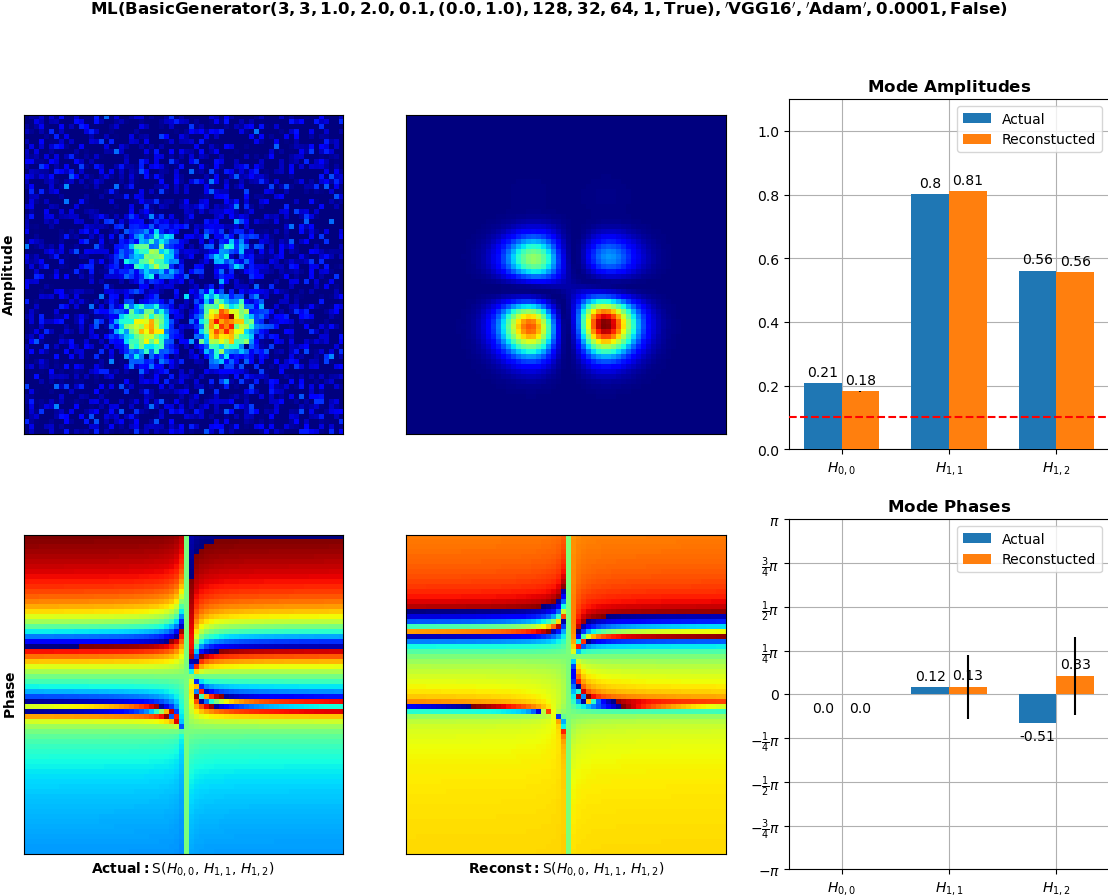 ML(BasicGenerator(3, 3, 1.0, 2.0, 0.1, (0.0, 1.0), 128, 32, 64, 1, True), 'VGG16', 'Adam', 0.0001, False)
Amplitude
Mode Amplitudes
Actual
Reconstucted
1.0
0.8
0.6
0.4
0.2
0.0
0.21
0.18
0.8
0.81
0.56
0.56
H0,0
H1,1
H1,2
Phase
Actual: S(H0,0, H1,1, H1,2)
Reconst: S(H0,0, H1,1, H1,2)
Mode Phases
Actual
Reconstucted
π
3/4π
1/2π
1/4π
0
−1/4π
−1/2π
−3/4π
−π
0.0
0.0
0.12
0.13
-0.51
0.33
H0,0
H1,1
H1,2